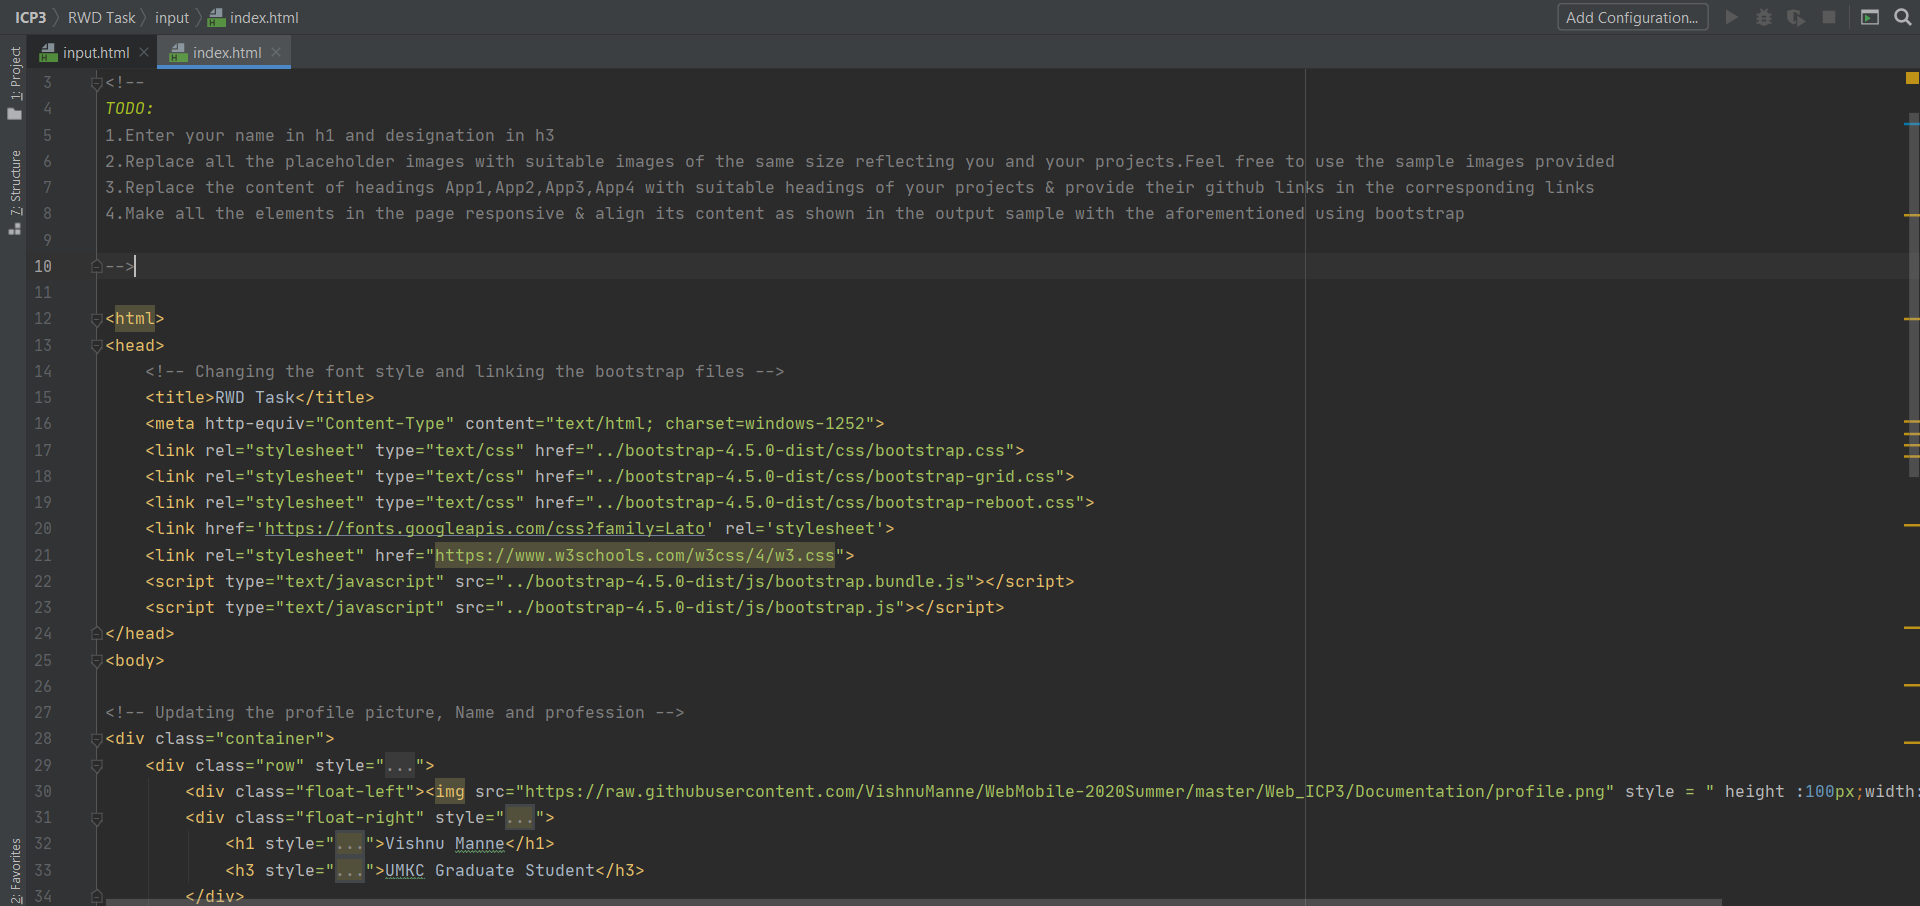 ICP3 RWD Task input index.html Add Configuration...
input.html index.html
1: Project
7: Structure
2: Favorites
3 <!--
4 TODO:
5 1.Enter your name in h1 and designation in h3
6 2.Replace all the placeholder images with suitable images of the same size reflecting you and your projects.Feel free to use the sample images provided
7 3.Replace the content of headings App1,App2,App3,App4 with suitable headings of your projects & provide their github links in the corresponding links
8 4.Make all the elements in the page responsive & align its content as shown in the output sample with the aforementioned using bootstrap
9
10 -->
11
12 <html>
13 <head>
14 <!-- Changing the font style and linking the bootstrap files -->
15 <title>RWD Task</title>
16 <meta http-equiv="Content-Type" content="text/html; charset=windows-1252">
17 <link rel="stylesheet" type="text/css" href="../bootstrap-4.5.0-dist/css/bootstrap.css">
18 <link rel="stylesheet" type="text/css" href="../bootstrap-4.5.0-dist/css/bootstrap-grid.css">
19 <link rel="stylesheet" type="text/css" href="../bootstrap-4.5.0-dist/css/bootstrap-reboot.css">
20 <link href='https://fonts.googleapis.com/css?family=Lato' rel='stylesheet'>
21 <link rel="stylesheet" href="https://www.w3schools.com/w3css/4/w3.css">
22 <script type="text/javascript" src="../bootstrap-4.5.0-dist/js/bootstrap.bundle.js"></script>
23 <script type="text/javascript" src="../bootstrap-4.5.0-dist/js/bootstrap.js"></script>
24 </head>
25 <body>
26
27 <!-- Updating the profile picture, Name and profession -->
28 <div class="container">
29 <div class="row" style="...">
30 <div class="float-left"><img src="https://raw.githubusercontent.com/VishnuManne/WebMobile-2020Summer/master/Web_ICP3/Documentation/profile.png" style = " height :100px;width:
31 <div class="float-right" style="...">
32 <h1 style="...">Vishnu Manne</h1>
33 <h3 style="...">UMKC Graduate Student</h3>
34 </div>